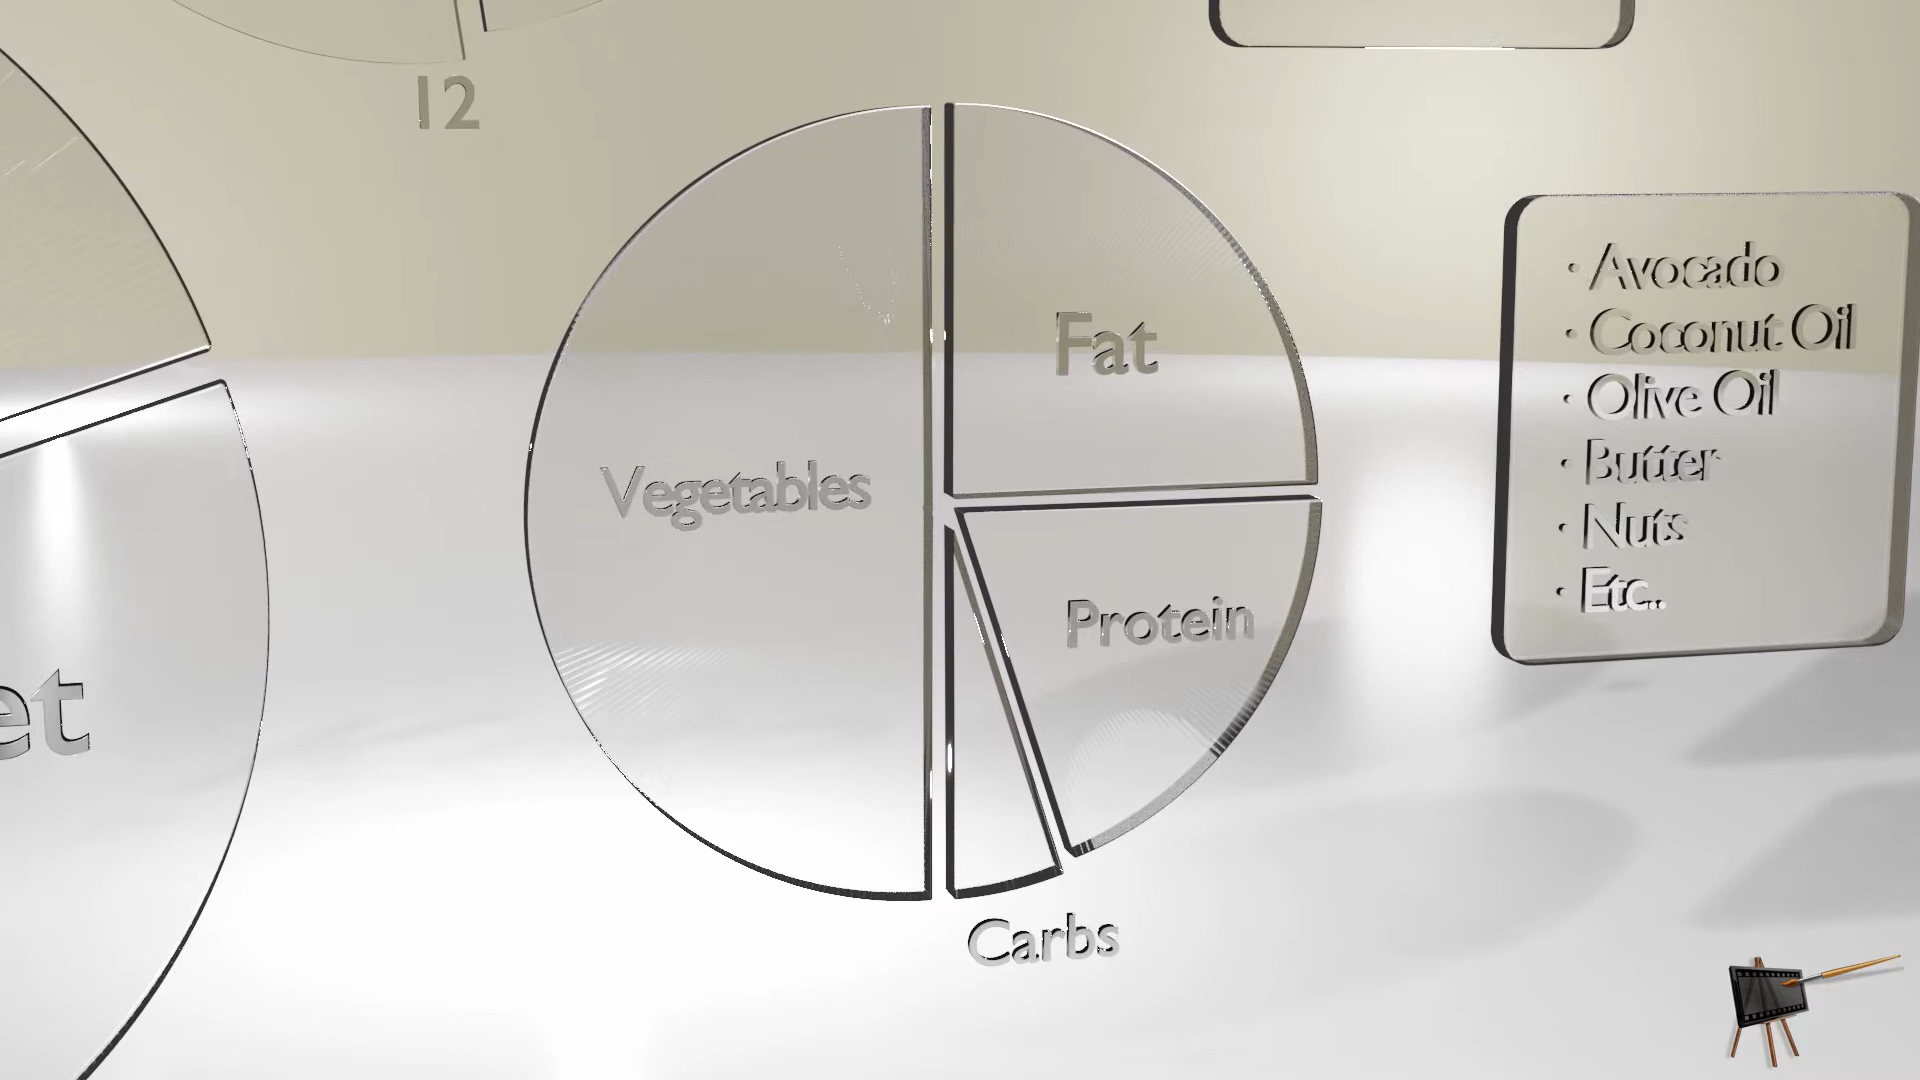 12
Fat
Vegetables
Protein
Carbs
et
· Avocado
· Coconut Oil
· Olive Oil
· Butter
· Nuts
· Etc..